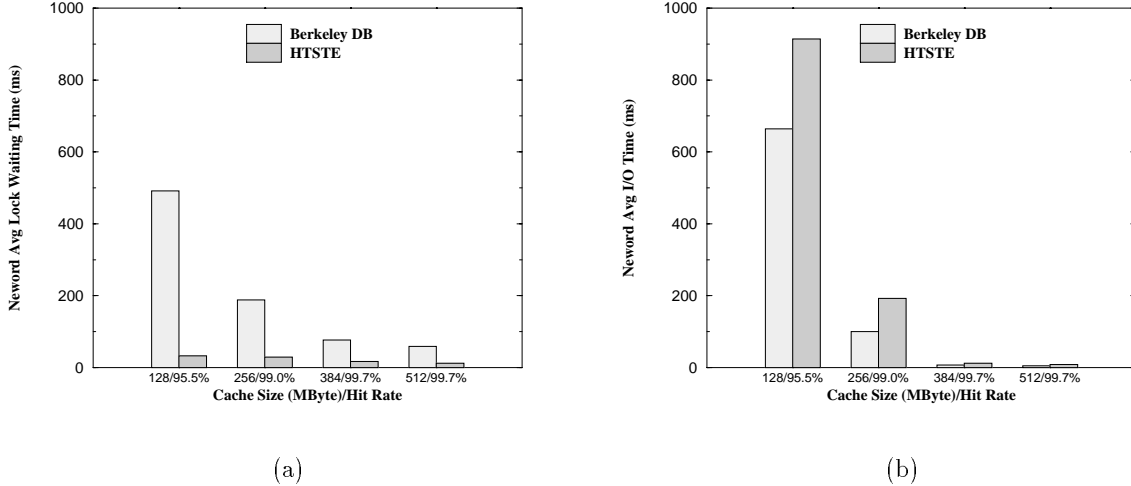 1000
800
600
400
200
0
Neword Avg Lock Waiting Time (ms)
Berkeley DB
HTSTE
128/95.5% 256/99.0% 384/99.7% 512/99.7%
Cache Size (MByte)/Hit Rate
(a)
1000
800
600
400
200
0
Neword Avg I/O Time (ms)
Berkeley DB
HTSTE
128/95.5% 256/99.0% 384/99.7% 512/99.7%
Cache Size (MByte)/Hit Rate
(b)